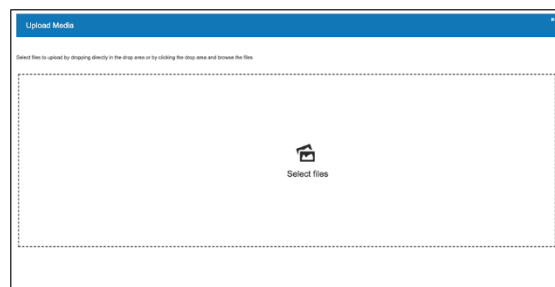 Upload Media
Select files to upload by dropping directly in the drop area or by clicking the drop area and browse the files
Select files